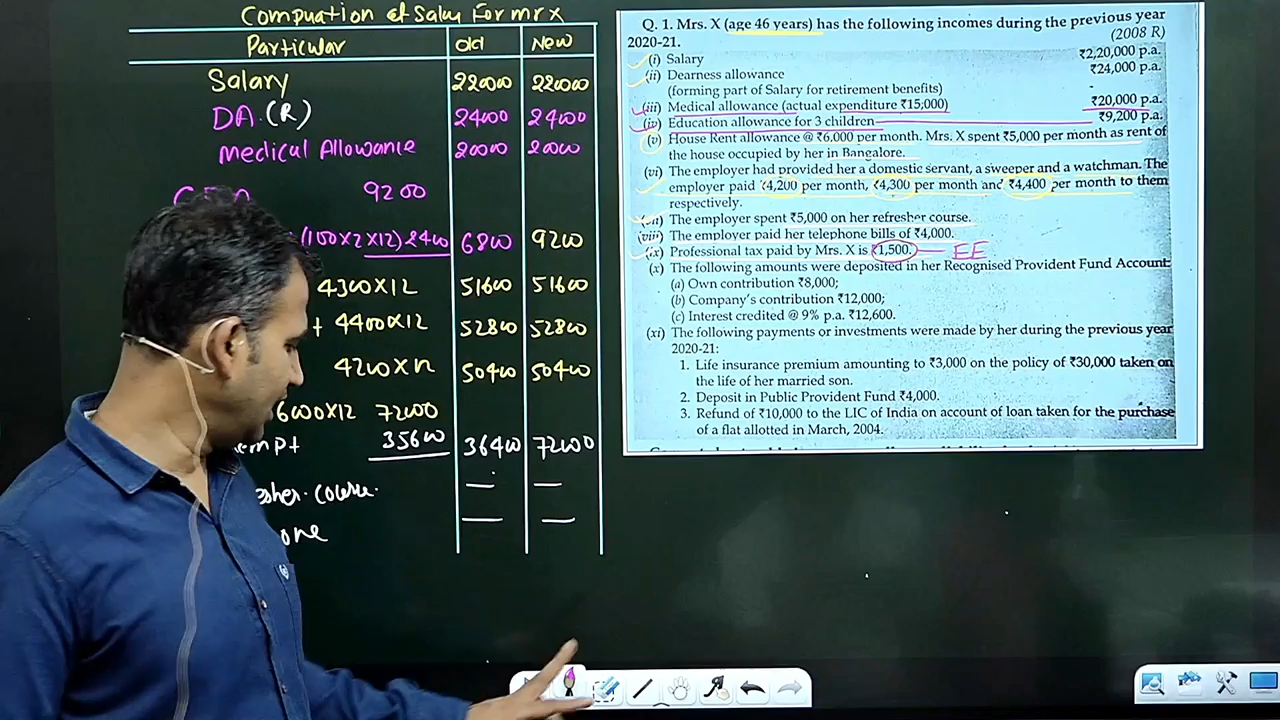 Compuation of Salary For mr x
Particular Old New
Salary 220000 220000
DA.(R) 24000 24000
Medical Allowance 20000 20000
9200
(100x2x12) 2400 6800 9200
4300x12 51600 51600
+ 4400x12 52800 52800
4200x12 50400 50400
6000x12 72000
35600 36400 72000
course. — —
one — —
Q. 1. Mrs. X (age 46 years) has the following incomes during the previous year
2020-21. (2008 R)
(i) Salary ₹2,20,000 p.a.
(ii) Dearness allowance ₹24,000 p.a.
(forming part of Salary for retirement benefits)
(iii) Medical allowance (actual expenditure ₹15,000) ₹20,000 p.a.
(iv) Education allowance for 3 children ₹9,200 p.a.
(v) House Rent allowance @ ₹6,000 per month. Mrs. X spent ₹5,000 per month as rent of
the house occupied by her in Bangalore.
(vi) The employer had provided her a domestic servant, a sweeper and a watchman. The
employer paid ₹4,200 per month, ₹4,300 per month and ₹4,400 per month to them
respectively.
(vii) The employer spent ₹5,000 on her refresher course.
(viii) The employer paid her telephone bills of ₹4,000.
(ix) Professional tax paid by Mrs. X is ₹1,500. — EE
(x) The following amounts were deposited in her Recognised Provident Fund Account:
(a) Own contribution ₹8,000;
(b) Company's contribution ₹12,000;
(c) Interest credited @ 9% p.a. ₹12,600.
(xi) The following payments or investments were made by her during the previous year
2020-21:
1. Life insurance premium amounting to ₹3,000 on the policy of ₹30,000 taken on
the life of her married son.
2. Deposit in Public Provident Fund ₹4,000.
3. Refund of ₹10,000 to the LIC of India on account of loan taken for the purchase
of a flat allotted in March, 2004.